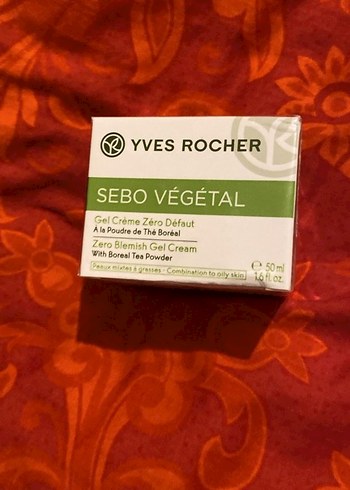 YVES ROCHER
SEBO VÉGÉTAL
Gel Crème Zéro Défaut
À la Poudre de Thé Boréal
Zero Blemish Gel Cream
With Boreal Tea Powder
Peaux mixtes à grasses - Combination to oily skin
℮ 50 ml
1.6 fl. oz.